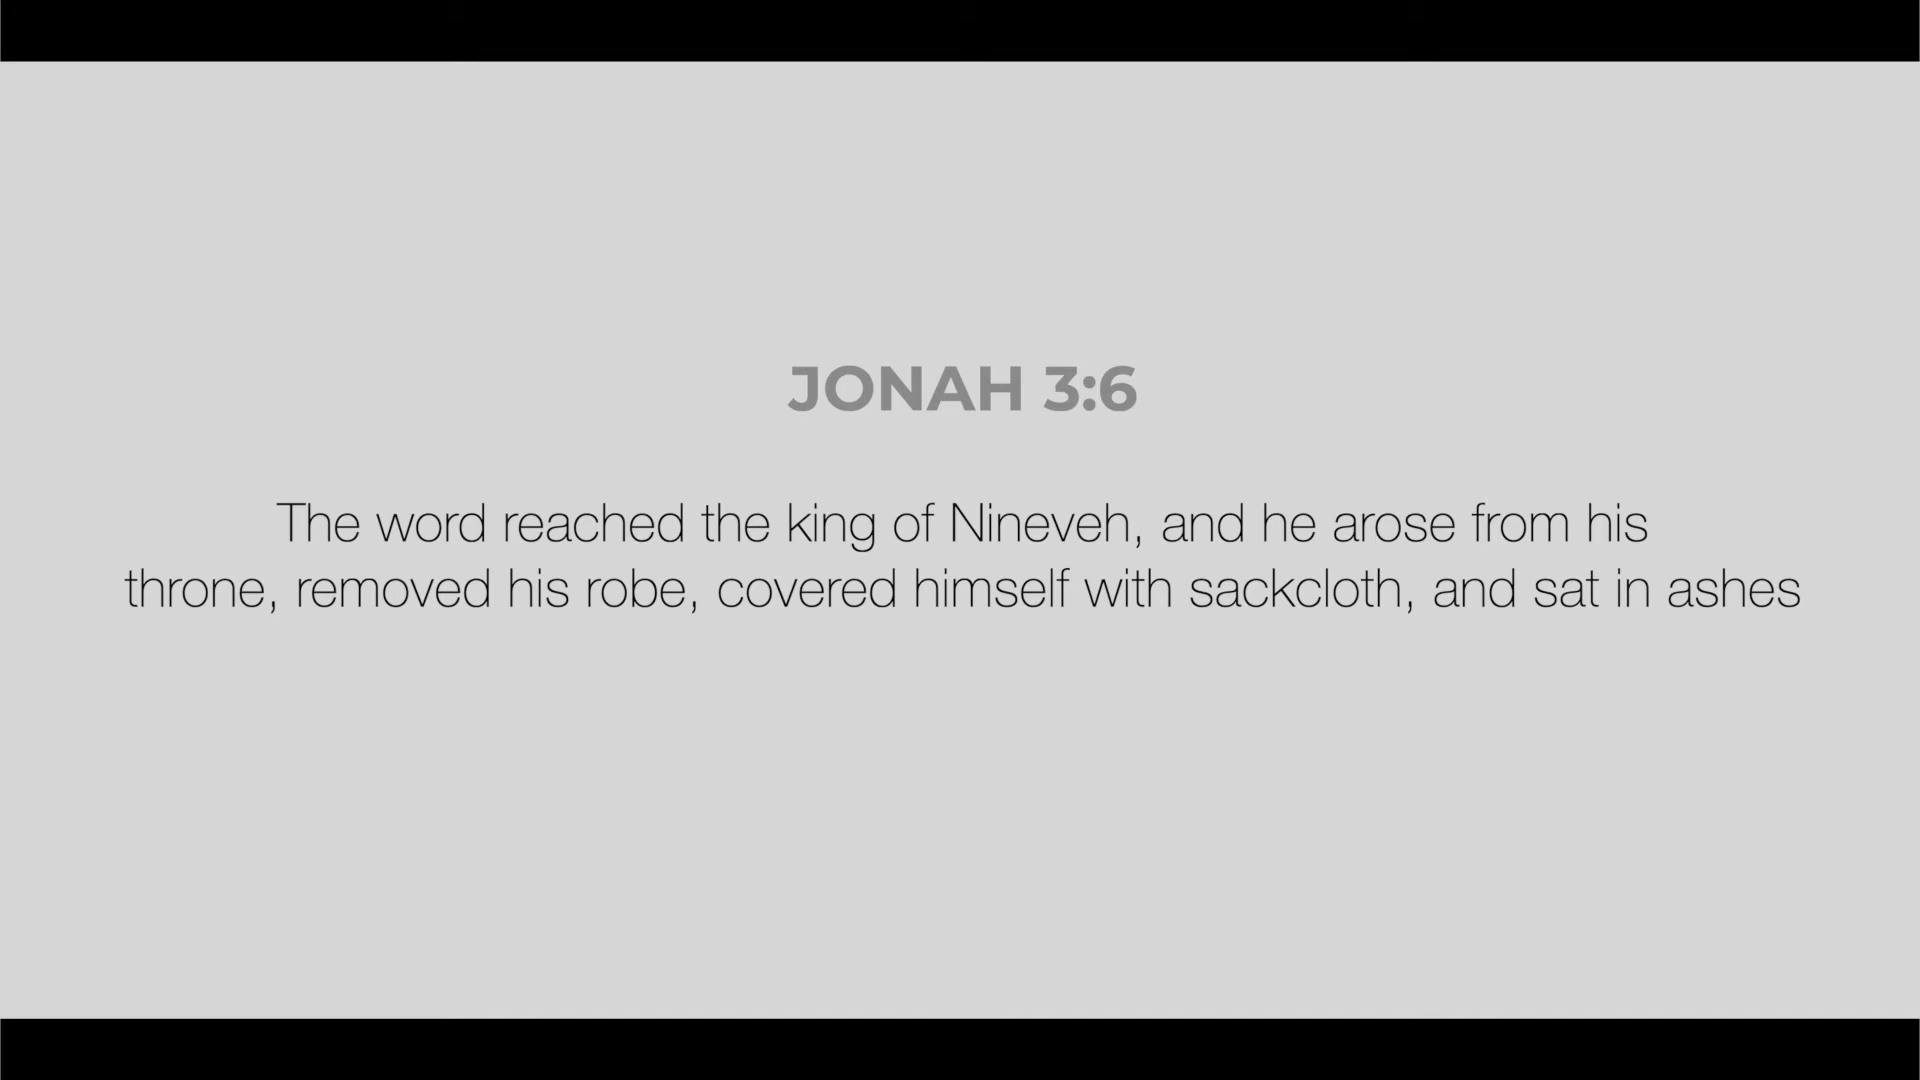 JONAH 3:6
The word reached the king of Nineveh, and he arose from his
throne, removed his robe, covered himself with sackcloth, and sat in ashes